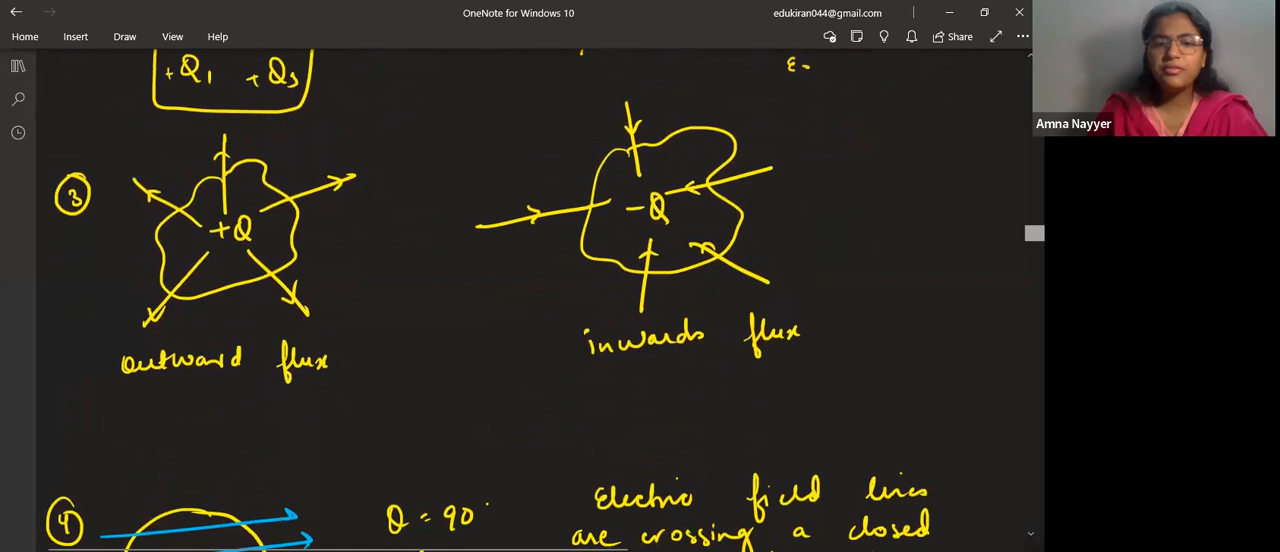 OneNote for Windows 10
edukiran044@gmail.com
Home Insert Draw View Help
Share
+Q₁ +Q₃
ε₀
Amna Nayyer
③
+Q
-Q
outward flux
inwards flux
④
θ = 90°
Electric field lines
are crossing a closed